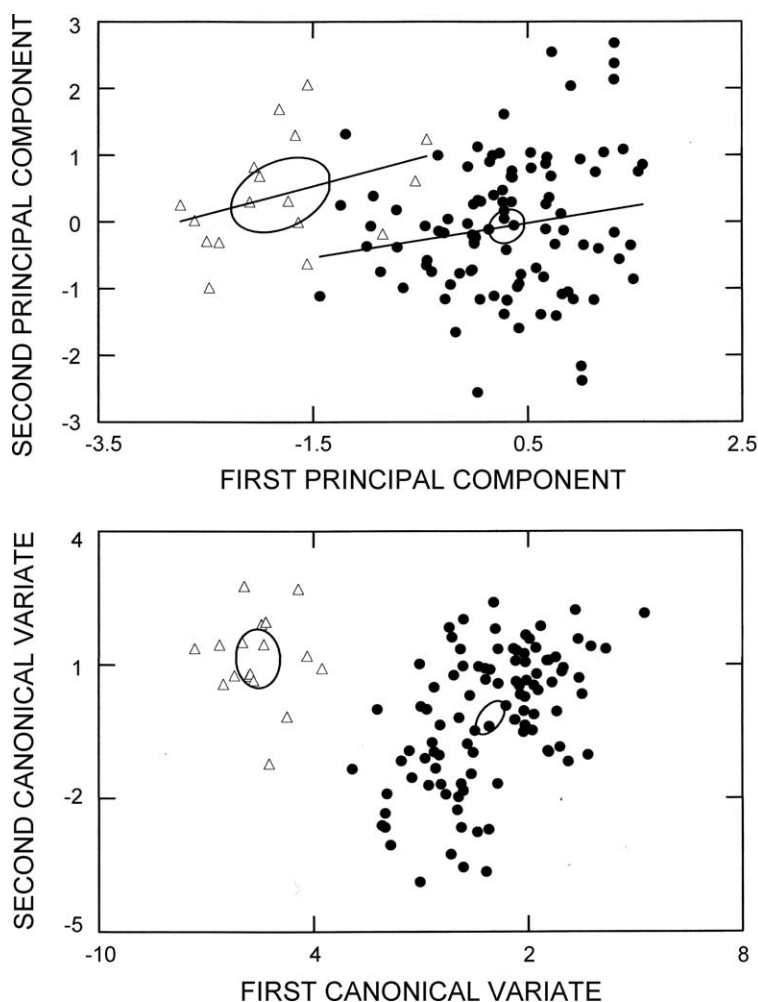 SECOND PRINCIPAL COMPONENT
3
2
1
0
-1
-2
-3
-3.5 -1.5 0.5 2.5
FIRST PRINCIPAL COMPONENT
SECOND CANONICAL VARIATE
4
1
-2
-5
-10 4 2 8
FIRST CANONICAL VARIATE